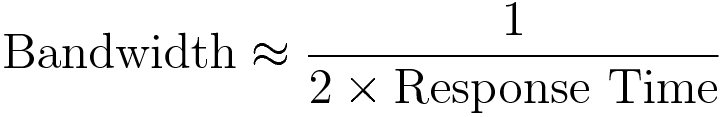 Bandwidth ≈ 1 / 2 × Response Time